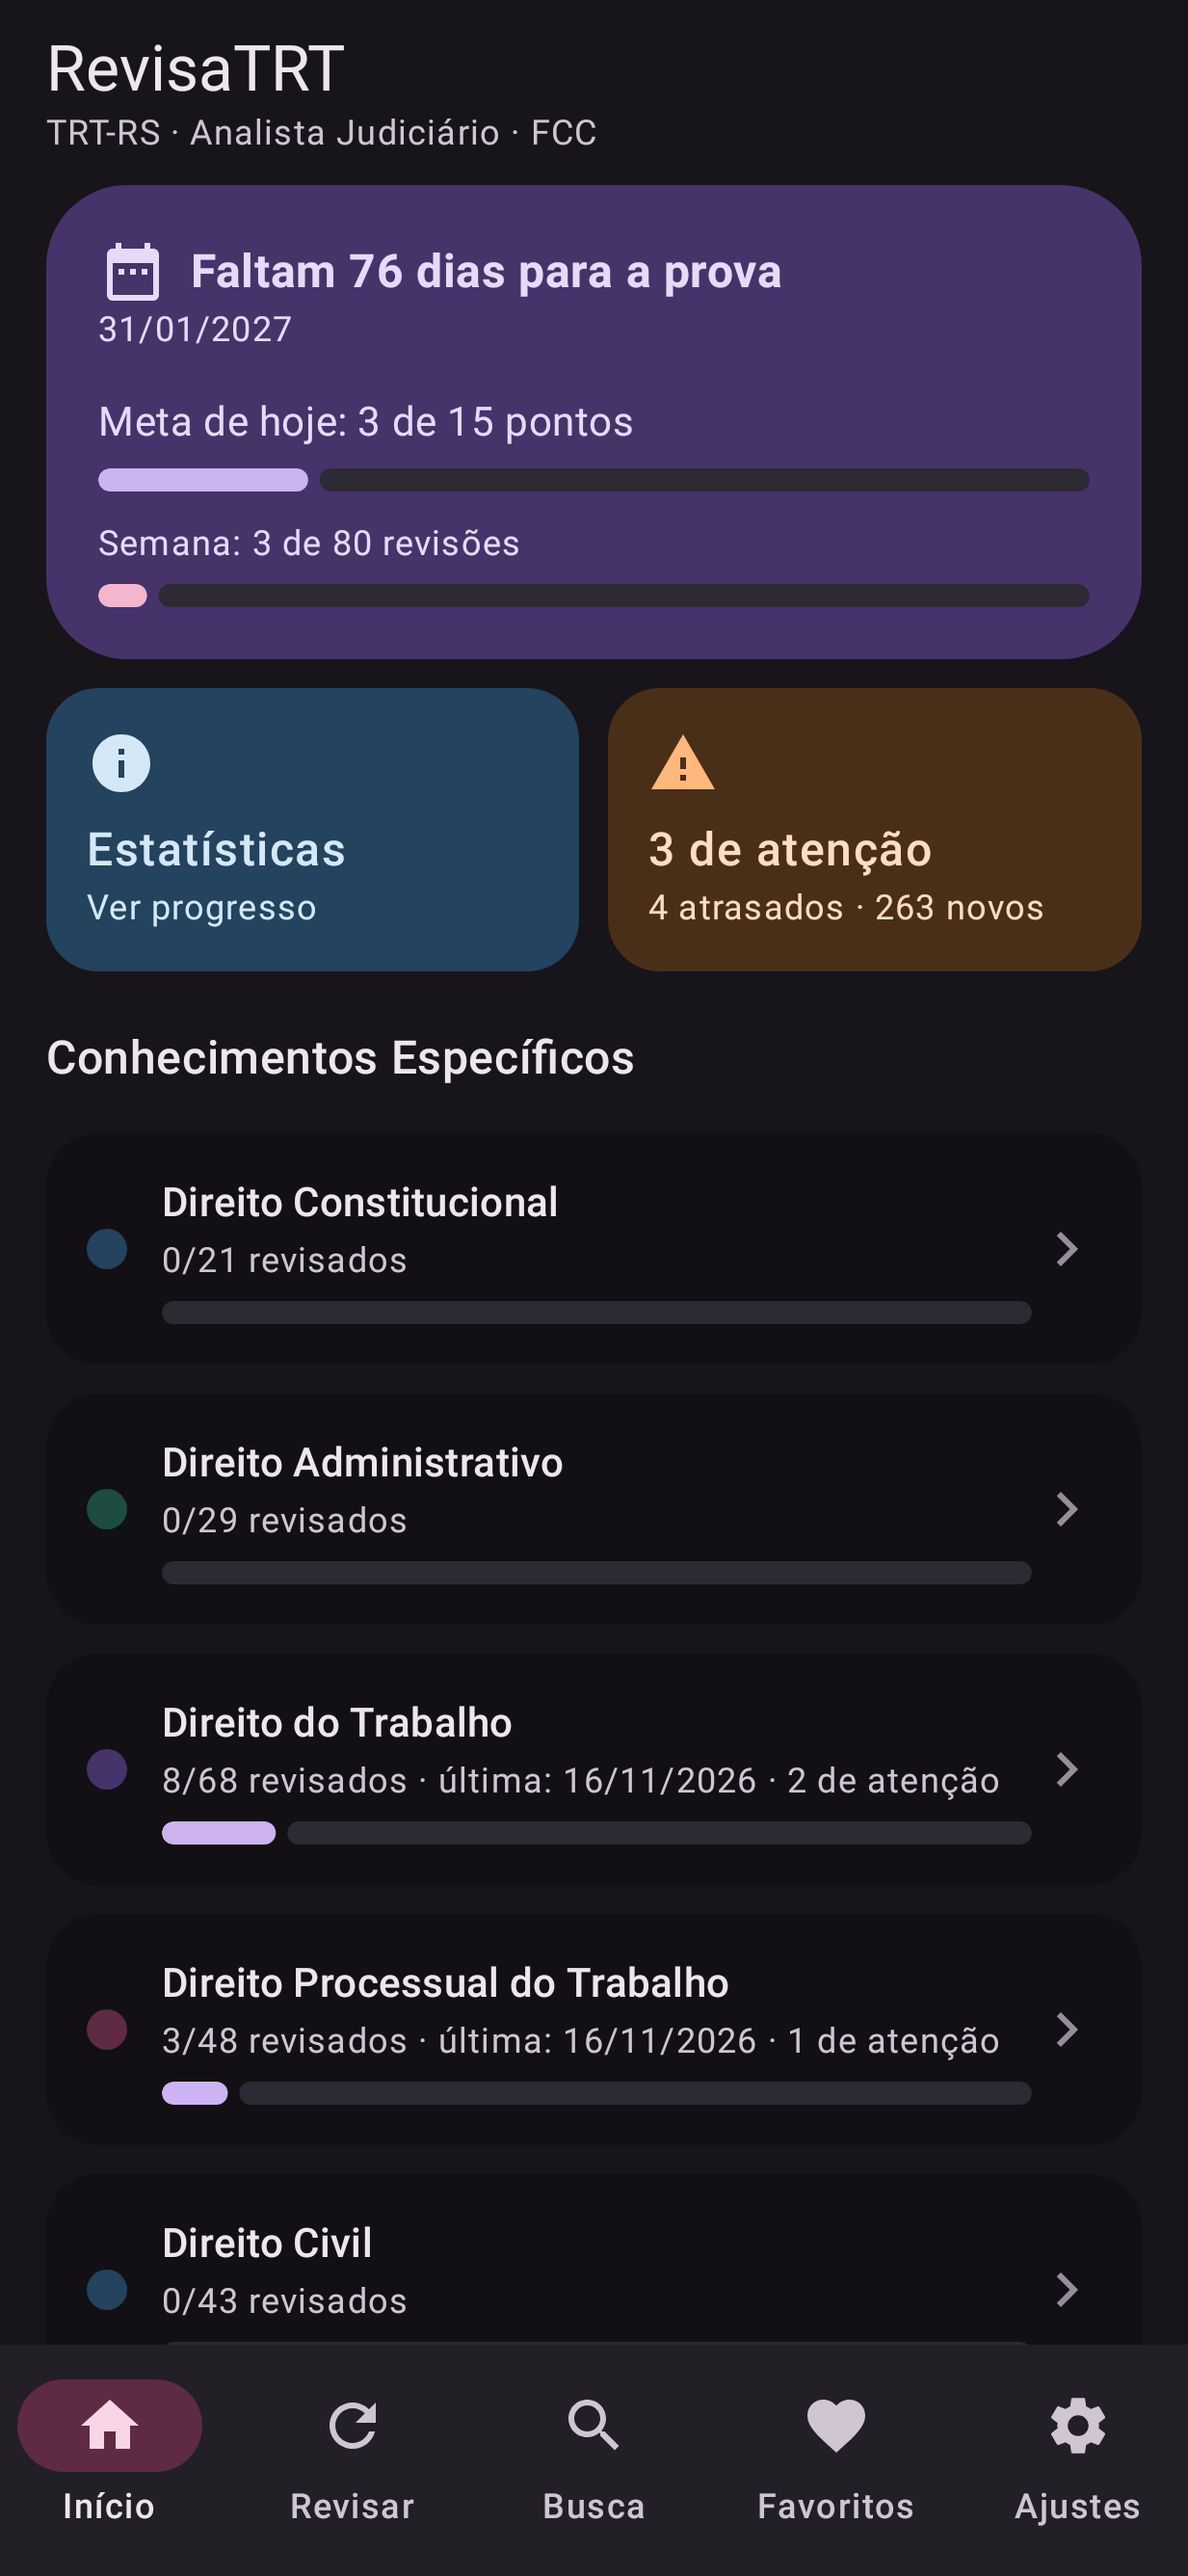 RevisaTRT
TRT-RS · Analista Judiciário · FCC
Faltam 76 dias para a prova
31/01/2027
Meta de hoje: 3 de 15 pontos
Semana: 3 de 80 revisões
Estatísticas
Ver progresso
3 de atenção
4 atrasados · 263 novos
Conhecimentos Específicos
Direito Constitucional
0/21 revisados
Direito Administrativo
0/29 revisados
Direito do Trabalho
8/68 revisados · última: 16/11/2026 · 2 de atenção
Direito Processual do Trabalho
3/48 revisados · última: 16/11/2026 · 1 de atenção
Direito Civil
0/43 revisados
Início
Revisar
Busca
Favoritos
Ajustes